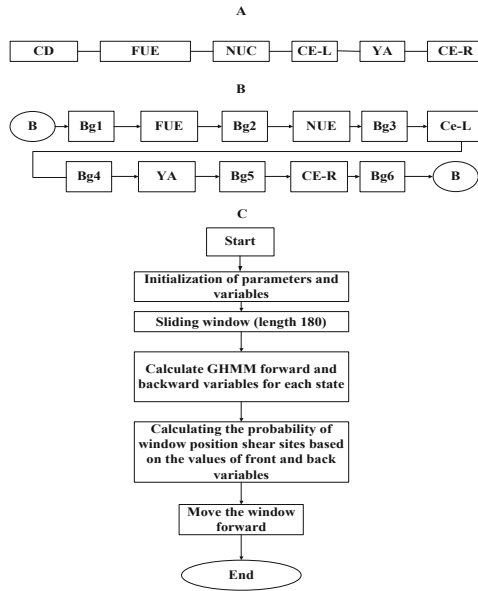 A
CD FUE NUC CE-L YA CE-R
B
B Bg1 FUE Bg2 NUE Bg3 Ce-L
Bg4 YA Bg5 CE-R Bg6 B
C
Start
Initialization of parameters and
variables
Sliding window (length 180)
Calculate GHMM forward and
backward variables for each state
Calculating the probability of
window position shear sites based
on the values of front and back
variables
Move the window
forward
End